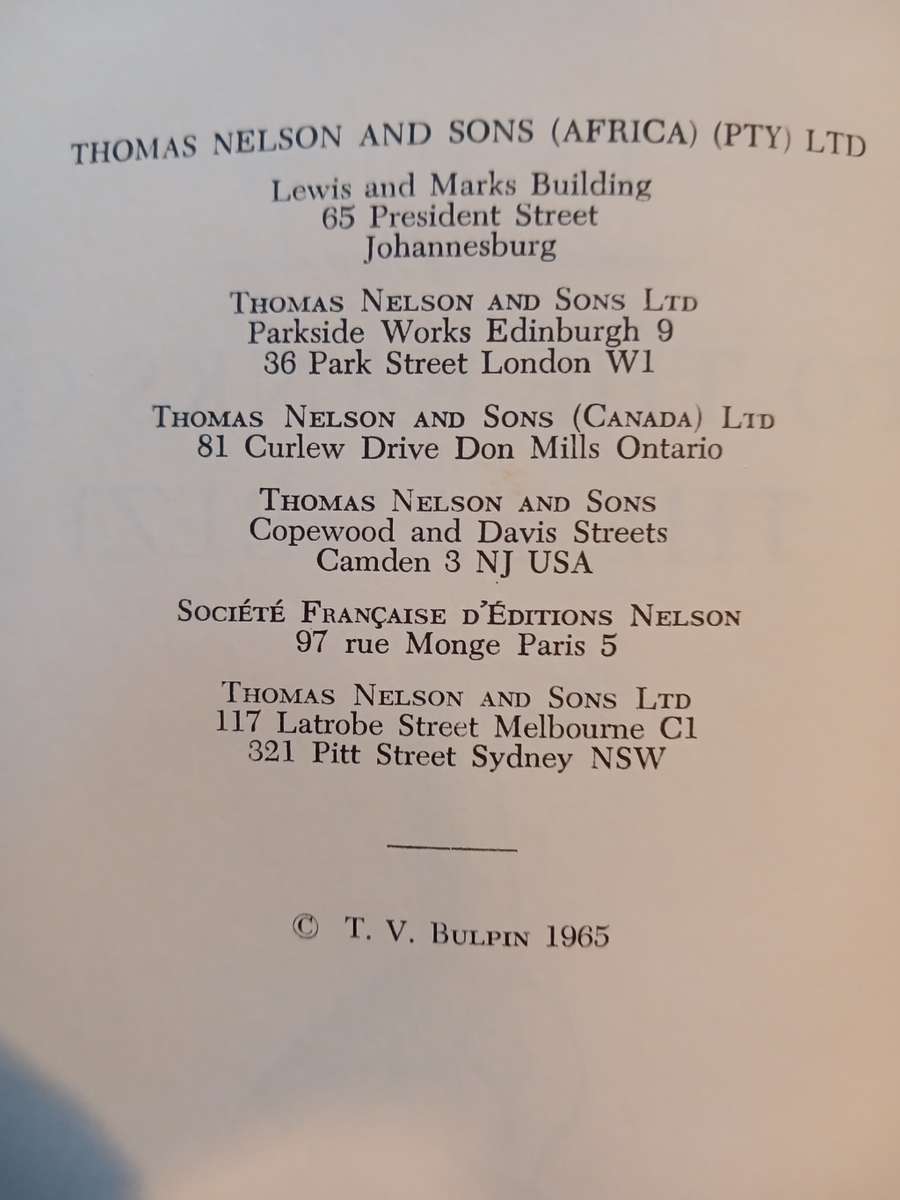 THOMAS NELSON AND SONS (AFRICA) (PTY) LTD
Lewis and Marks Building
65 President Street
Johannesburg
THOMAS NELSON AND SONS LTD
Parkside Works Edinburgh 9
36 Park Street London W1
THOMAS NELSON AND SONS (CANADA) LTD
81 Curlew Drive Don Mills Ontario
THOMAS NELSON AND SONS
Copewood and Davis Streets
Camden 3 NJ USA
SOCIÉTÉ FRANÇAISE D'ÉDITIONS NELSON
97 rue Monge Paris 5
THOMAS NELSON AND SONS LTD
117 Latrobe Street Melbourne C1
321 Pitt Street Sydney NSW
© T. V. BULPIN 1965